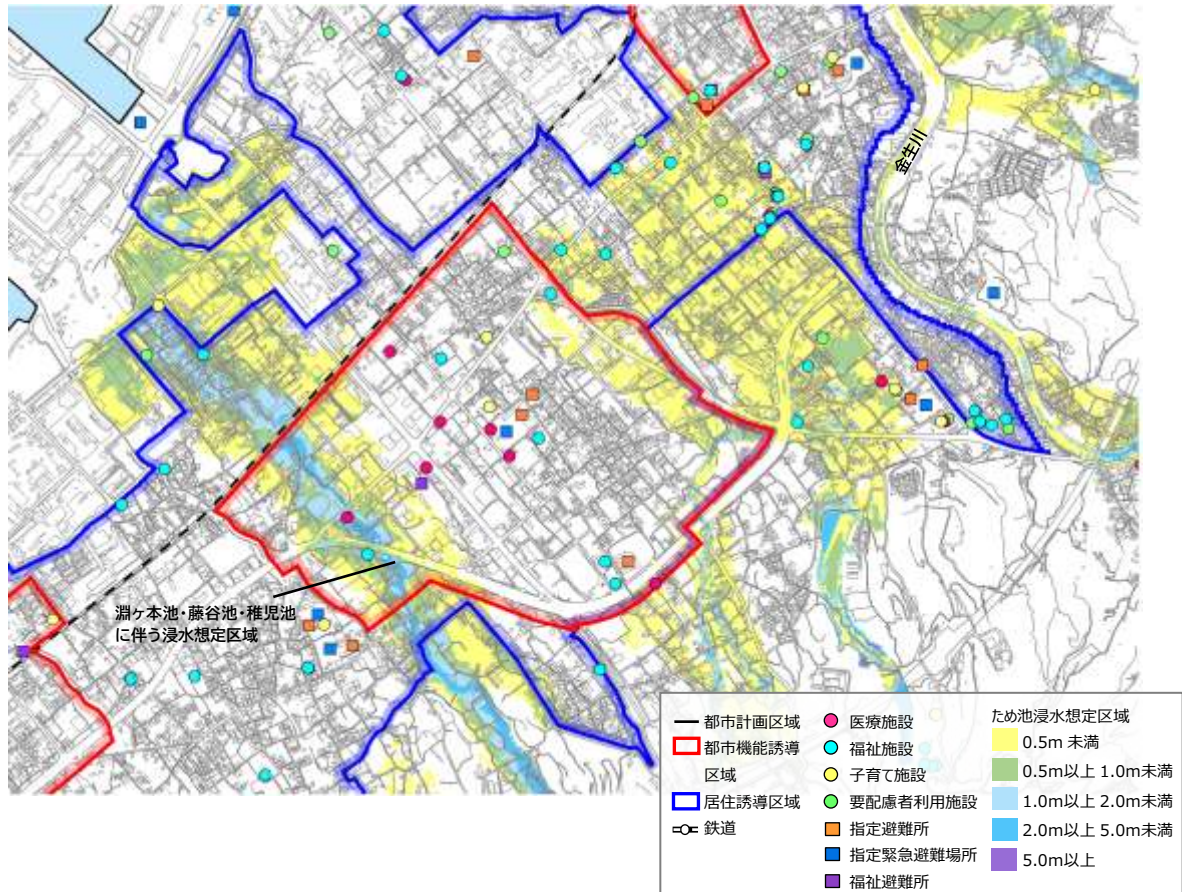 金生川
淵ヶ本池・藤谷池・稚児池
に伴う浸水想定区域
都市計画区域
都市機能誘導
区域
居住誘導区域
鉄道
医療施設
福祉施設
子育て施設
要配慮者利用施設
指定避難所
指定緊急避難場所
福祉避難所
ため池浸水想定区域
0.5m 未満
0.5m以上 1.0m未満
1.0m以上 2.0m未満
2.0m以上 5.0m未満
5.0m以上